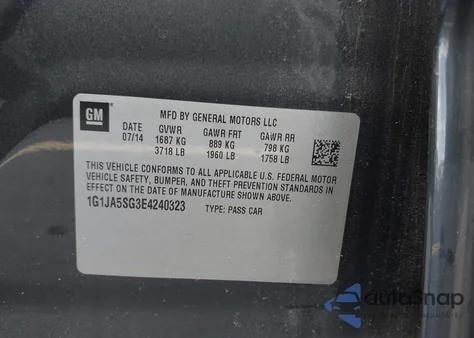 GM
MFD BY GENERAL MOTORS LLC
DATE GVWR GAWR FRT GAWR RR
07/14 1687 KG 889 KG 798 KG
3718 LB 1960 LB 1758 LB
THIS VEHICLE CONFORMS TO ALL APPLICABLE U.S. FEDERAL MOTOR
VEHICLE SAFETY, BUMPER, AND THEFT PREVENTION STANDARDS IN
EFFECT ON THE DATE OF MANUFACTURE SHOWN ABOVE.
1G1JA5SG3E4240323 TYPE: PASS CAR
autoSnap